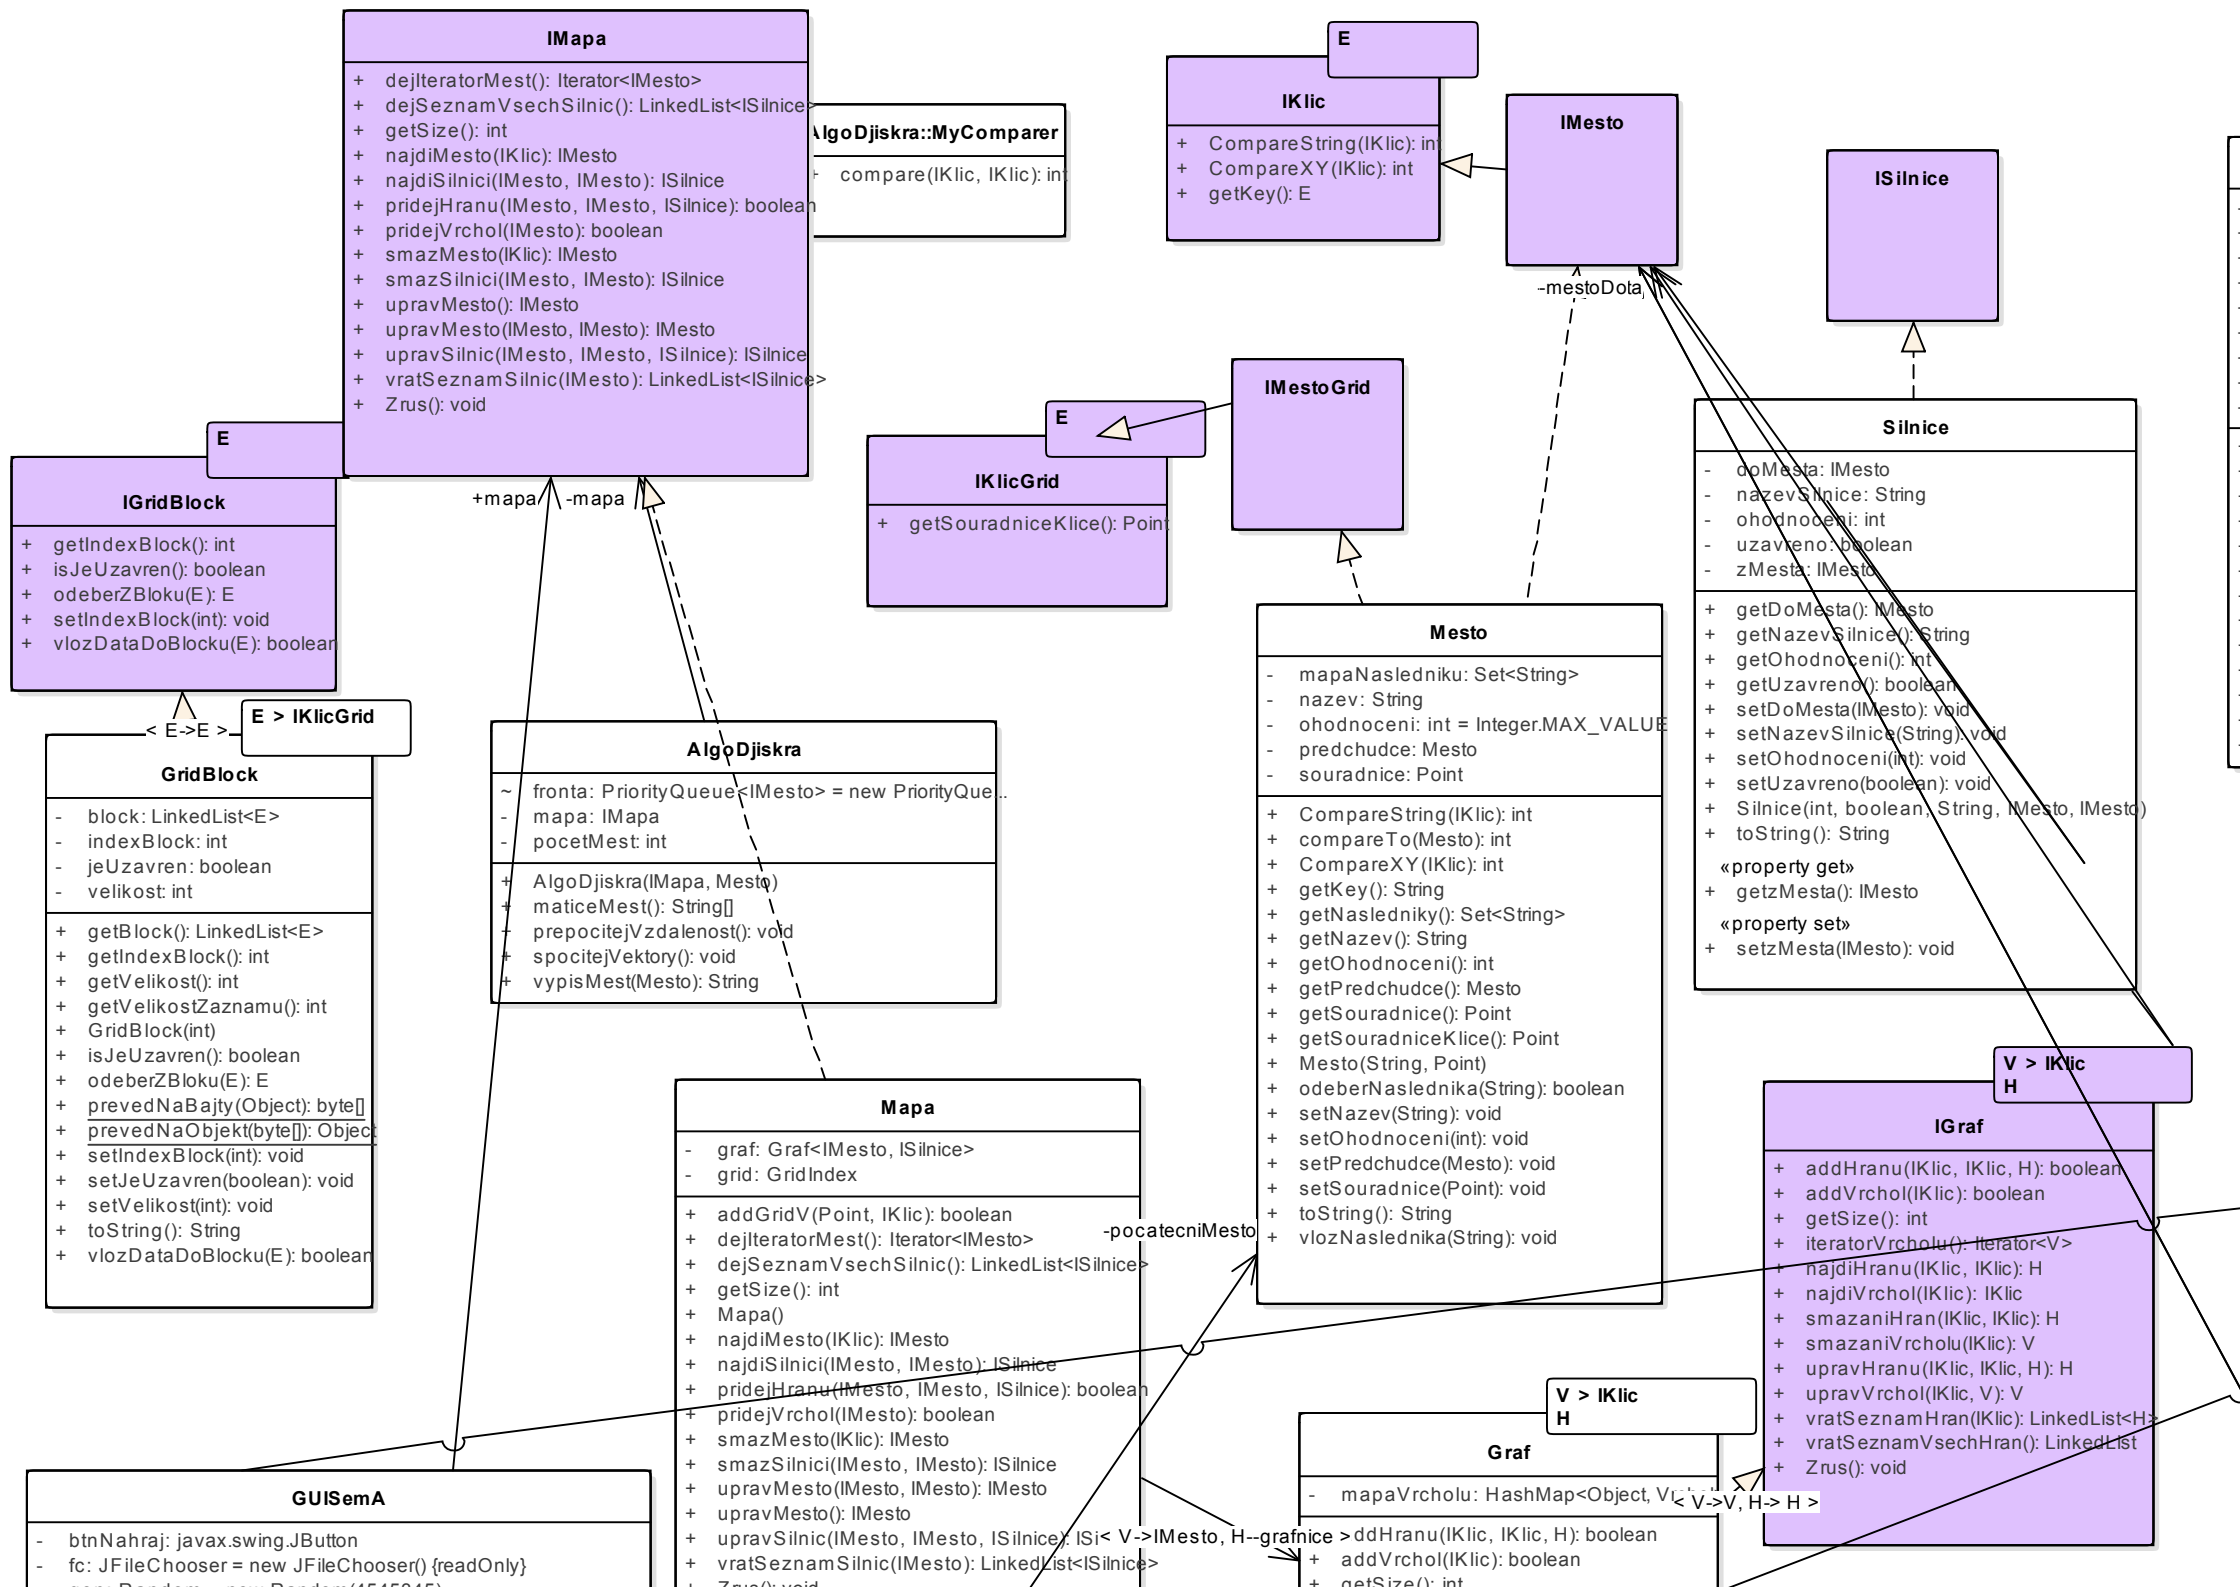 IMapa
+ dejIteratorMest(): Iterator<IMesto>
+ dejSeznamVsechSilnic(): LinkedList<ISilnice>
+ getSize(): int
+ najdiMesto(IKlic): IMesto
+ najdiSilnici(IMesto, IMesto): ISilnice
+ pridejHranu(IMesto, IMesto, ISilnice): boolean
+ pridejVrchol(IMesto): boolean
+ smazMesto(IKlic): IMesto
+ smazSilnici(IMesto, IMesto): ISilnice
+ upravMesto(): IMesto
+ upravMesto(IMesto, IMesto): IMesto
+ upravSilnic(IMesto, IMesto, ISilnice): ISilnice
+ vratSeznamSilnic(IMesto): LinkedList<ISilnice>
+ Zrus(): void
AlgoDjiskra::MyComparer
+ compare(IKlic, IKlic): int
E
IKlic
+ CompareString(IKlic): int
+ CompareXY(IKlic): int
+ getKey(): E
IMesto
-mestoDota
ISilnice
E
IGridBlock
+ getIndexBlock(): int
+ isJeUzavren(): boolean
+ odeberZBloku(E): E
+ setIndexBlock(int): void
+ vlozDataDoBlocku(E): boolean
+mapa
-mapa
E
IKlicGrid
+ getSouradniceKlice(): Point
IMestoGrid
Silnice
- doMesta: IMesto
- nazevSilnice: String
- ohodnoceni: int
- uzavreno: boolean
- zMesta: IMesto
+ getDoMesta(): IMesto
+ getNazevSilnice(): String
+ getOhodnoceni(): int
+ getUzavreno(): boolean
+ setDoMesta(IMesto): void
+ setNazevSilnice(String): void
+ setOhodnoceni(int): void
+ setUzavreno(boolean): void
+ Silnice(int, boolean, String, IMesto, IMesto)
+ toString(): String
«property get»
+ getzMesta(): IMesto
«property set»
+ setzMesta(IMesto): void
< E->E >
E > IKlicGrid
GridBlock
- block: LinkedList<E>
- indexBlock: int
- jeUzavren: boolean
- velikost: int
+ getBlock(): LinkedList<E>
+ getIndexBlock(): int
+ getVelikost(): int
+ getVelikostZaznamu(): int
+ GridBlock(int)
+ isJeUzavren(): boolean
+ odeberZBloku(E): E
+ prevedNaBajty(Object): byte[]
+ prevedNaObjekt(byte[]): Object
+ setIndexBlock(int): void
+ setJeUzavren(boolean): void
+ setVelikost(int): void
+ toString(): String
+ vlozDataDoBlocku(E): boolean
AlgoDjiskra
~ fronta: PriorityQueue<IMesto> = new PriorityQue...
- mapa: IMapa
- pocetMest: int
+ AlgoDjiskra(IMapa, Mesto)
+ maticeMest(): String[]
+ prepocitejVzdalenost(): void
+ spocitejVektory(): void
+ vypisMest(Mesto): String
Mesto
- mapaNasledniku: Set<String>
- nazev: String
- ohodnoceni: int = Integer.MAX_VALUE
- predchudce: Mesto
- souradnice: Point
+ CompareString(IKlic): int
+ compareTo(Mesto): int
+ CompareXY(IKlic): int
+ getKey(): String
+ getNasledniky(): Set<String>
+ getNazev(): String
+ getOhodnoceni(): int
+ getPredchudce(): Mesto
+ getSouradnice(): Point
+ getSouradniceKlice(): Point
+ Mesto(String, Point)
+ odeberNaslednika(String): boolean
+ setNazev(String): void
+ setOhodnoceni(int): void
+ setPredchudce(Mesto): void
+ setSouradnice(Point): void
+ toString(): String
+ vlozNaslednika(String): void
-pocatecniMesto
Mapa
- graf: Graf<IMesto, ISilnice>
- grid: GridIndex
+ addGridV(Point, IKlic): boolean
+ dejIteratorMest(): Iterator<IMesto>
+ dejSeznamVsechSilnic(): LinkedList<ISilnice>
+ getSize(): int
+ Mapa()
+ najdiMesto(IKlic): IMesto
+ najdiSilnici(IMesto, IMesto): ISilnice
+ pridejHranu(IMesto, IMesto, ISilnice): boolean
+ pridejVrchol(IMesto): boolean
+ smazMesto(IKlic): IMesto
+ smazSilnici(IMesto, IMesto): ISilnice
+ upravMesto(IMesto, IMesto): IMesto
+ upravMesto(): IMesto
+ upravSilnic(IMesto, IMesto, ISilnice): ISi
+ vratSeznamSilnic(IMesto): LinkedList<ISilnice>
+ Zrus(): void
V > IKlic
H
IGraf
+ addHranu(IKlic, IKlic, H): boolean
+ addVrchol(IKlic): boolean
+ getSize(): int
+ iteratorVrcholu(): Iterator<V>
+ najdiHranu(IKlic, IKlic): H
+ najdiVrchol(IKlic): IKlic
+ smazaniHran(IKlic, IKlic): H
+ smazaniVrcholu(IKlic): V
+ upravHranu(IKlic, IKlic, H): H
+ upravVrchol(IKlic, V): V
+ vratSeznamHran(IKlic): LinkedList<H>
+ vratSeznamVsechHran(): LinkedList
+ Zrus(): void
V > IKlic
H
Graf
- mapaVrcholu: HashMap<Object,
< V->V, H-> H >
< V->IMesto, H--grafnice >
ddHranu(IKlic, IKlic, H): boolean
+ addVrchol(IKlic): boolean
+ getSize(): int
GUISemA
- btnNahraj: javax.swing.JButton
- fc: JFileChooser = new JFileChooser() {readOnly}